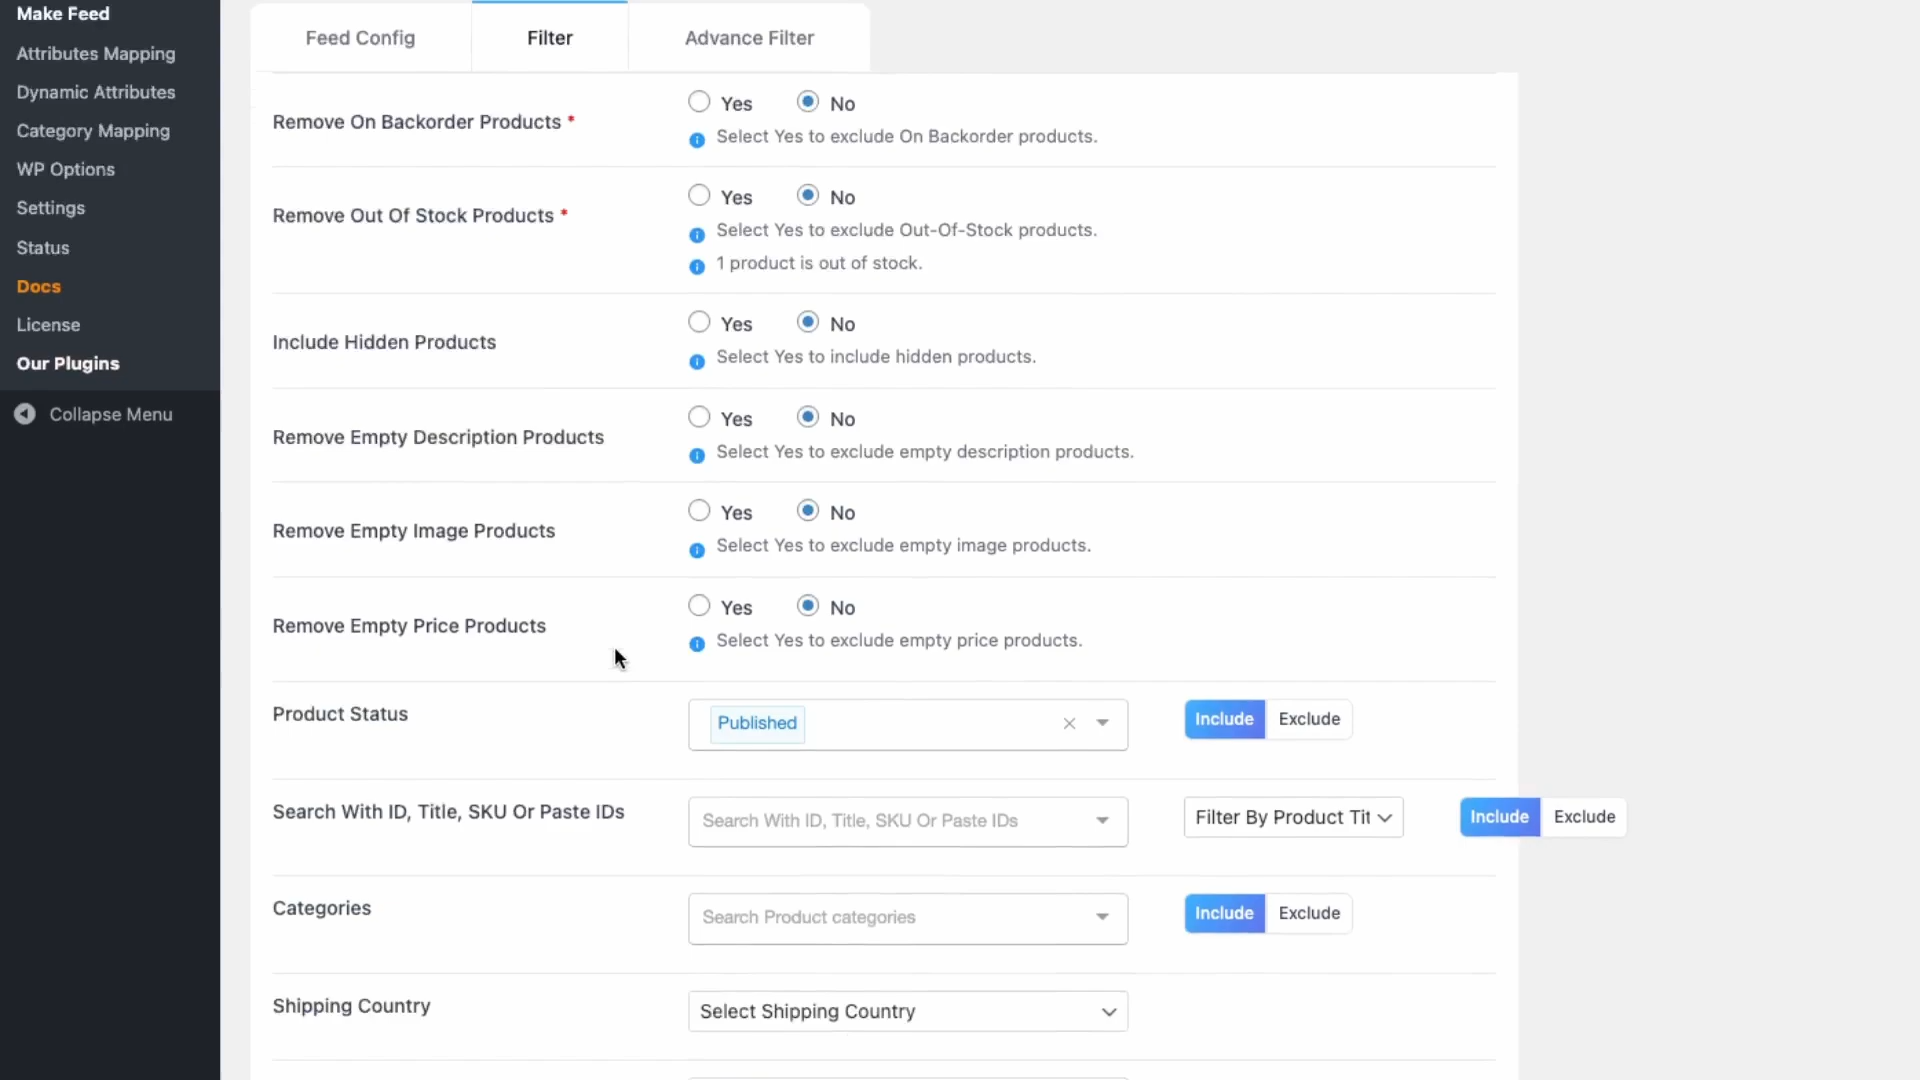 Make Feed
Attributes Mapping
Dynamic Attributes
Category Mapping
WP Options
Settings
Status
Docs
License
Our Plugins
Collapse Menu
Feed Config
Filter
Advance Filter
Remove On Backorder Products *
Yes
No
Select Yes to exclude On Backorder products.
Remove Out Of Stock Products *
Yes
No
Select Yes to exclude Out-Of-Stock products.
1 product is out of stock.
Include Hidden Products
Yes
No
Select Yes to include hidden products.
Remove Empty Description Products
Yes
No
Select Yes to exclude empty description products.
Remove Empty Image Products
Yes
No
Select Yes to exclude empty image products.
Remove Empty Price Products
Yes
No
Select Yes to exclude empty price products.
Product Status
Published
Include
Exclude
Search With ID, Title, SKU Or Paste IDs
Search With ID, Title, SKU Or Paste IDs
Filter By Product Tit
Include
Exclude
Categories
Search Product categories
Include
Exclude
Shipping Country
Select Shipping Country